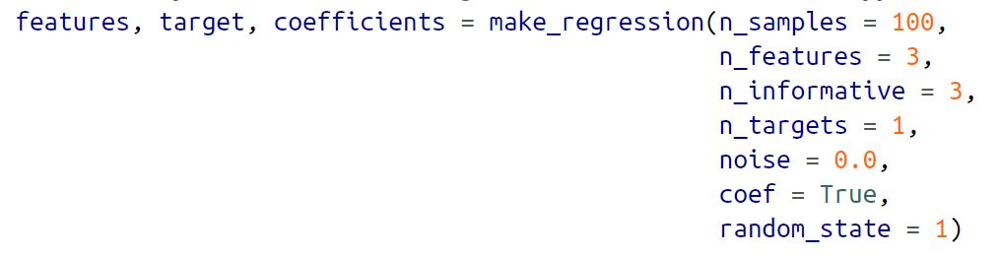 features, target, coefficients = make_regression(n_samples = 100,
n_features = 3,
n_informative = 3,
n_targets = 1,
noise = 0.0,
coef = True,
random_state = 1)